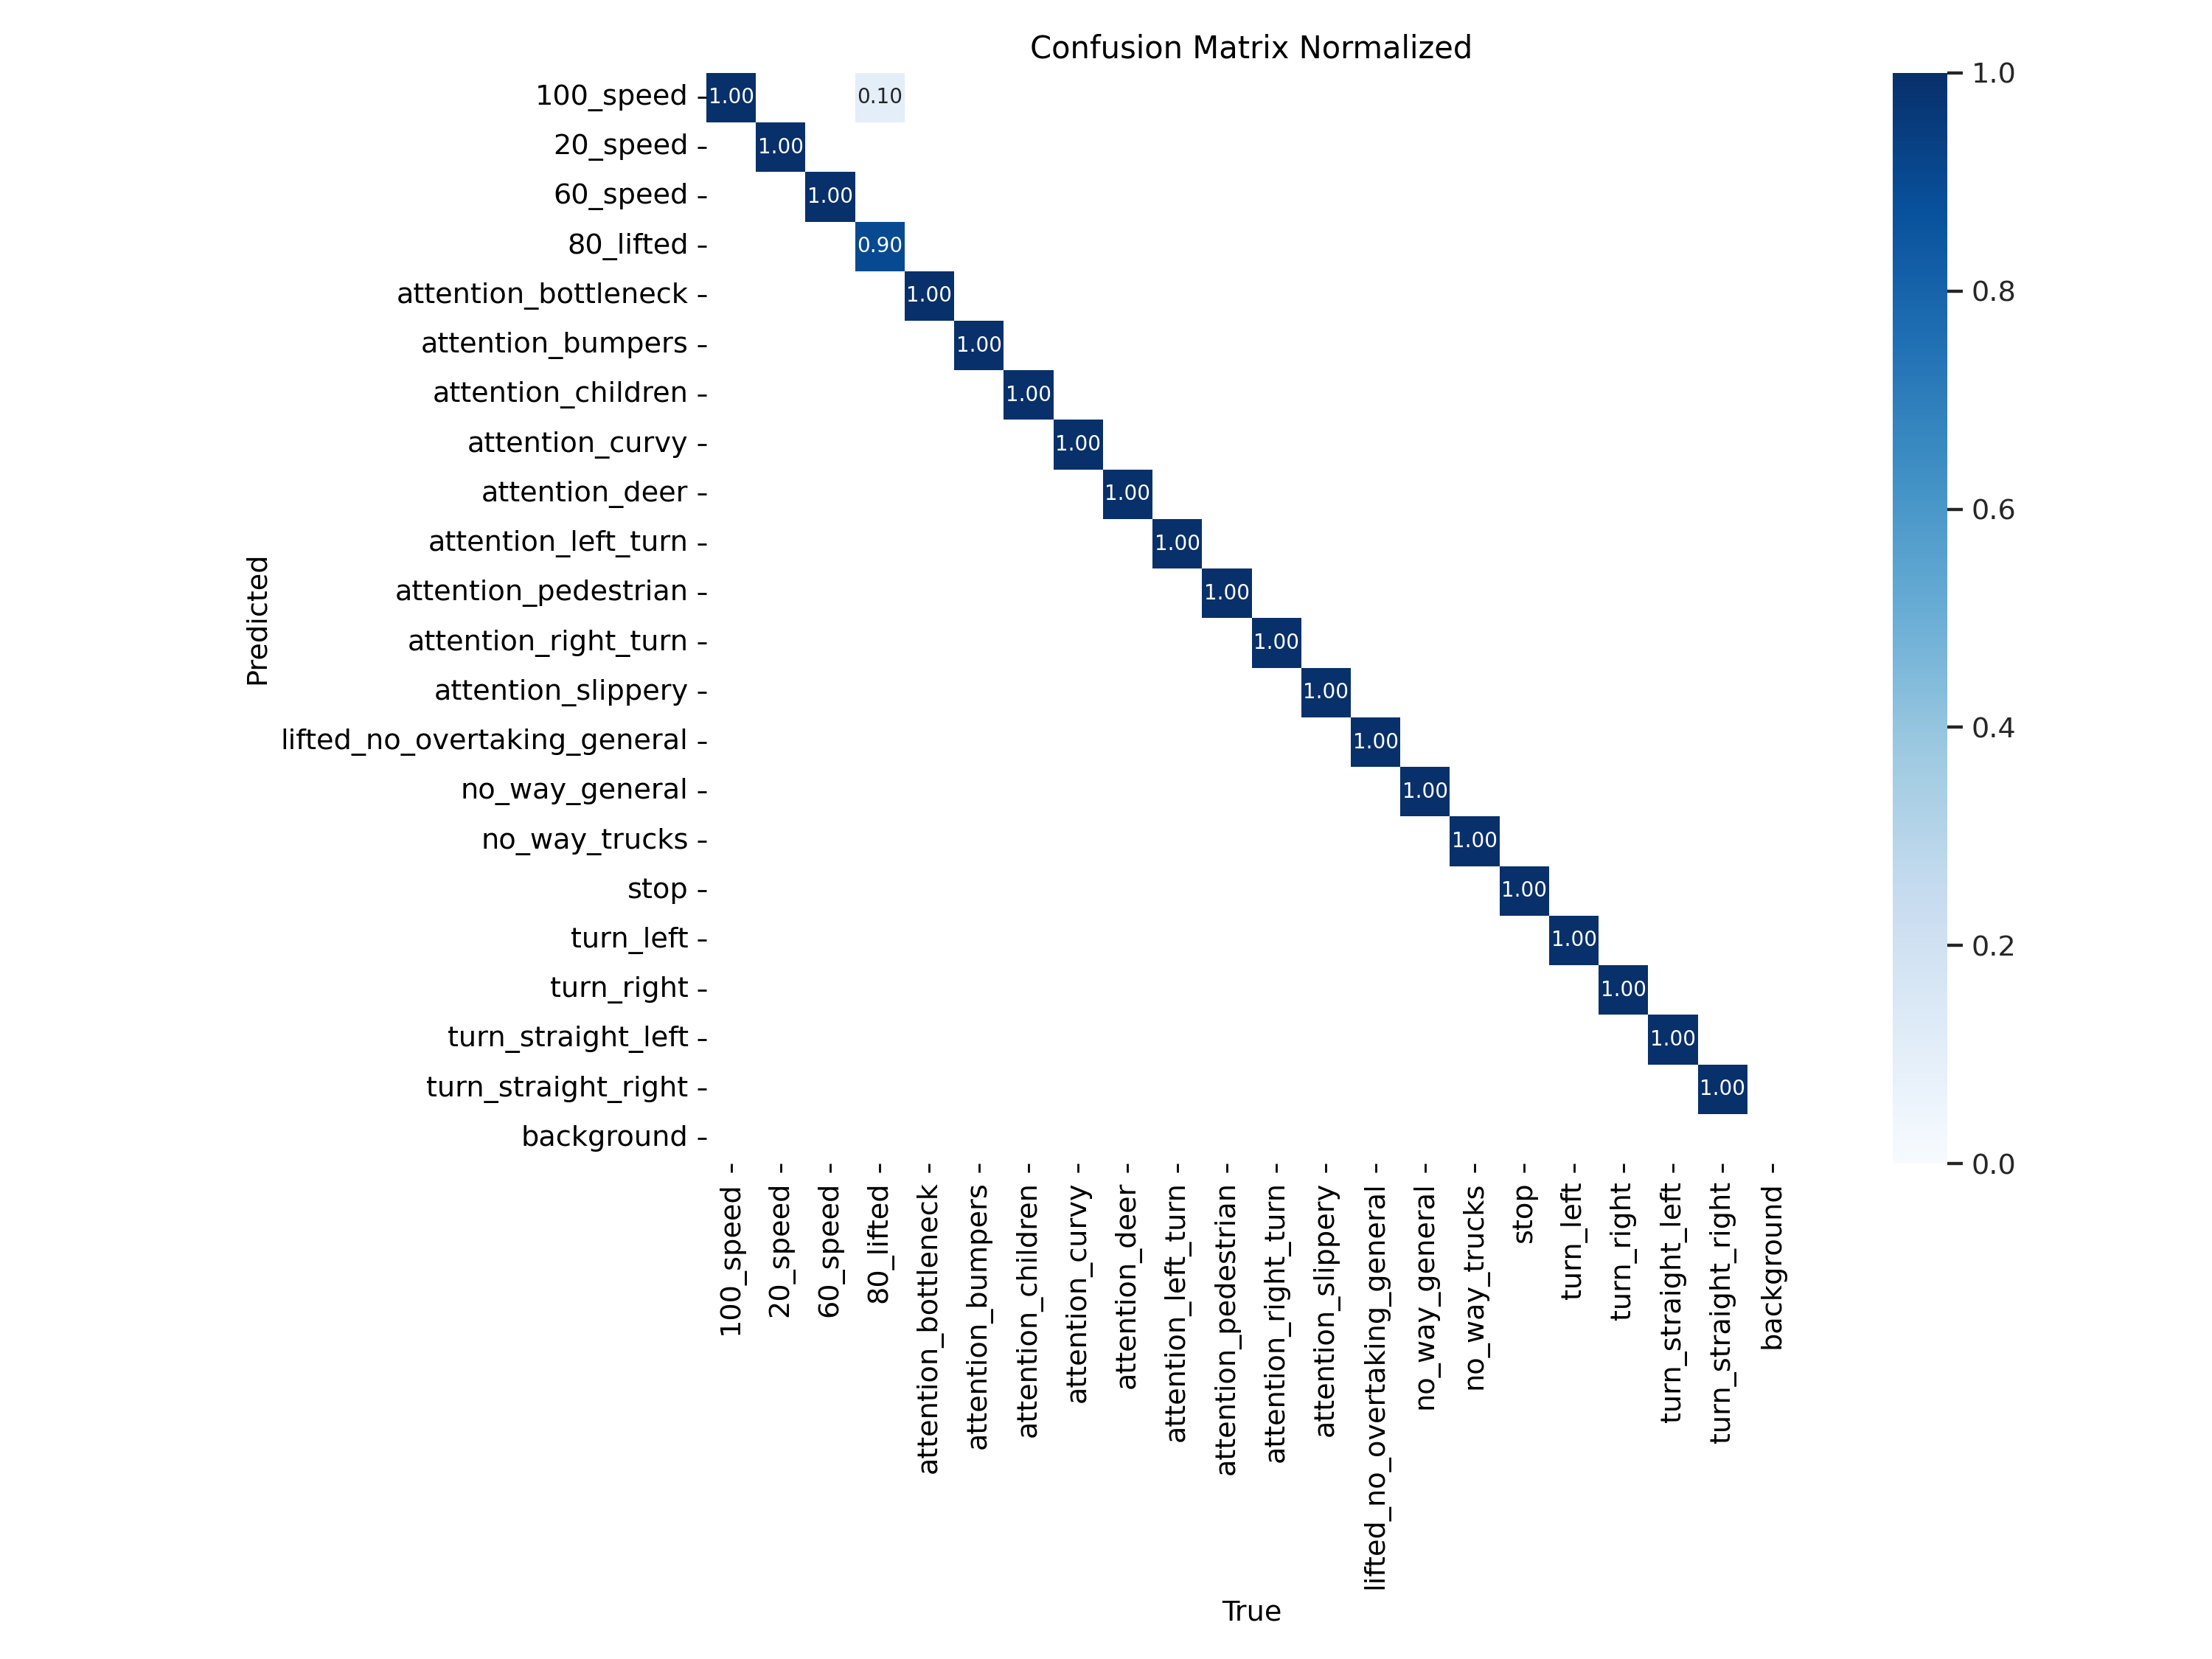 Confusion Matrix Normalized
100_speed
1.00
0.10
20_speed
1.00
60_speed
1.00
80_lifted
0.90
attention_bottleneck
1.00
attention_bumpers
1.00
attention_children
1.00
attention_curvy
1.00
attention_deer
1.00
attention_left_turn
1.00
attention_pedestrian
1.00
attention_right_turn
1.00
attention_slippery
1.00
lifted_no_overtaking_general
1.00
no_way_general
1.00
no_way_trucks
1.00
stop
1.00
turn_left
1.00
turn_right
1.00
turn_straight_left
1.00
turn_straight_right
1.00
background
Predicted
100_speed
20_speed
60_speed
80_lifted
attention_bottleneck
attention_bumpers
attention_children
attention_curvy
attention_deer
attention_left_turn
attention_pedestrian
attention_right_turn
attention_slippery
lifted_no_overtaking_general
no_way_general
no_way_trucks
stop
turn_left
turn_right
turn_straight_left
turn_straight_right
background
True
1.0
0.8
0.6
0.4
0.2
0.0